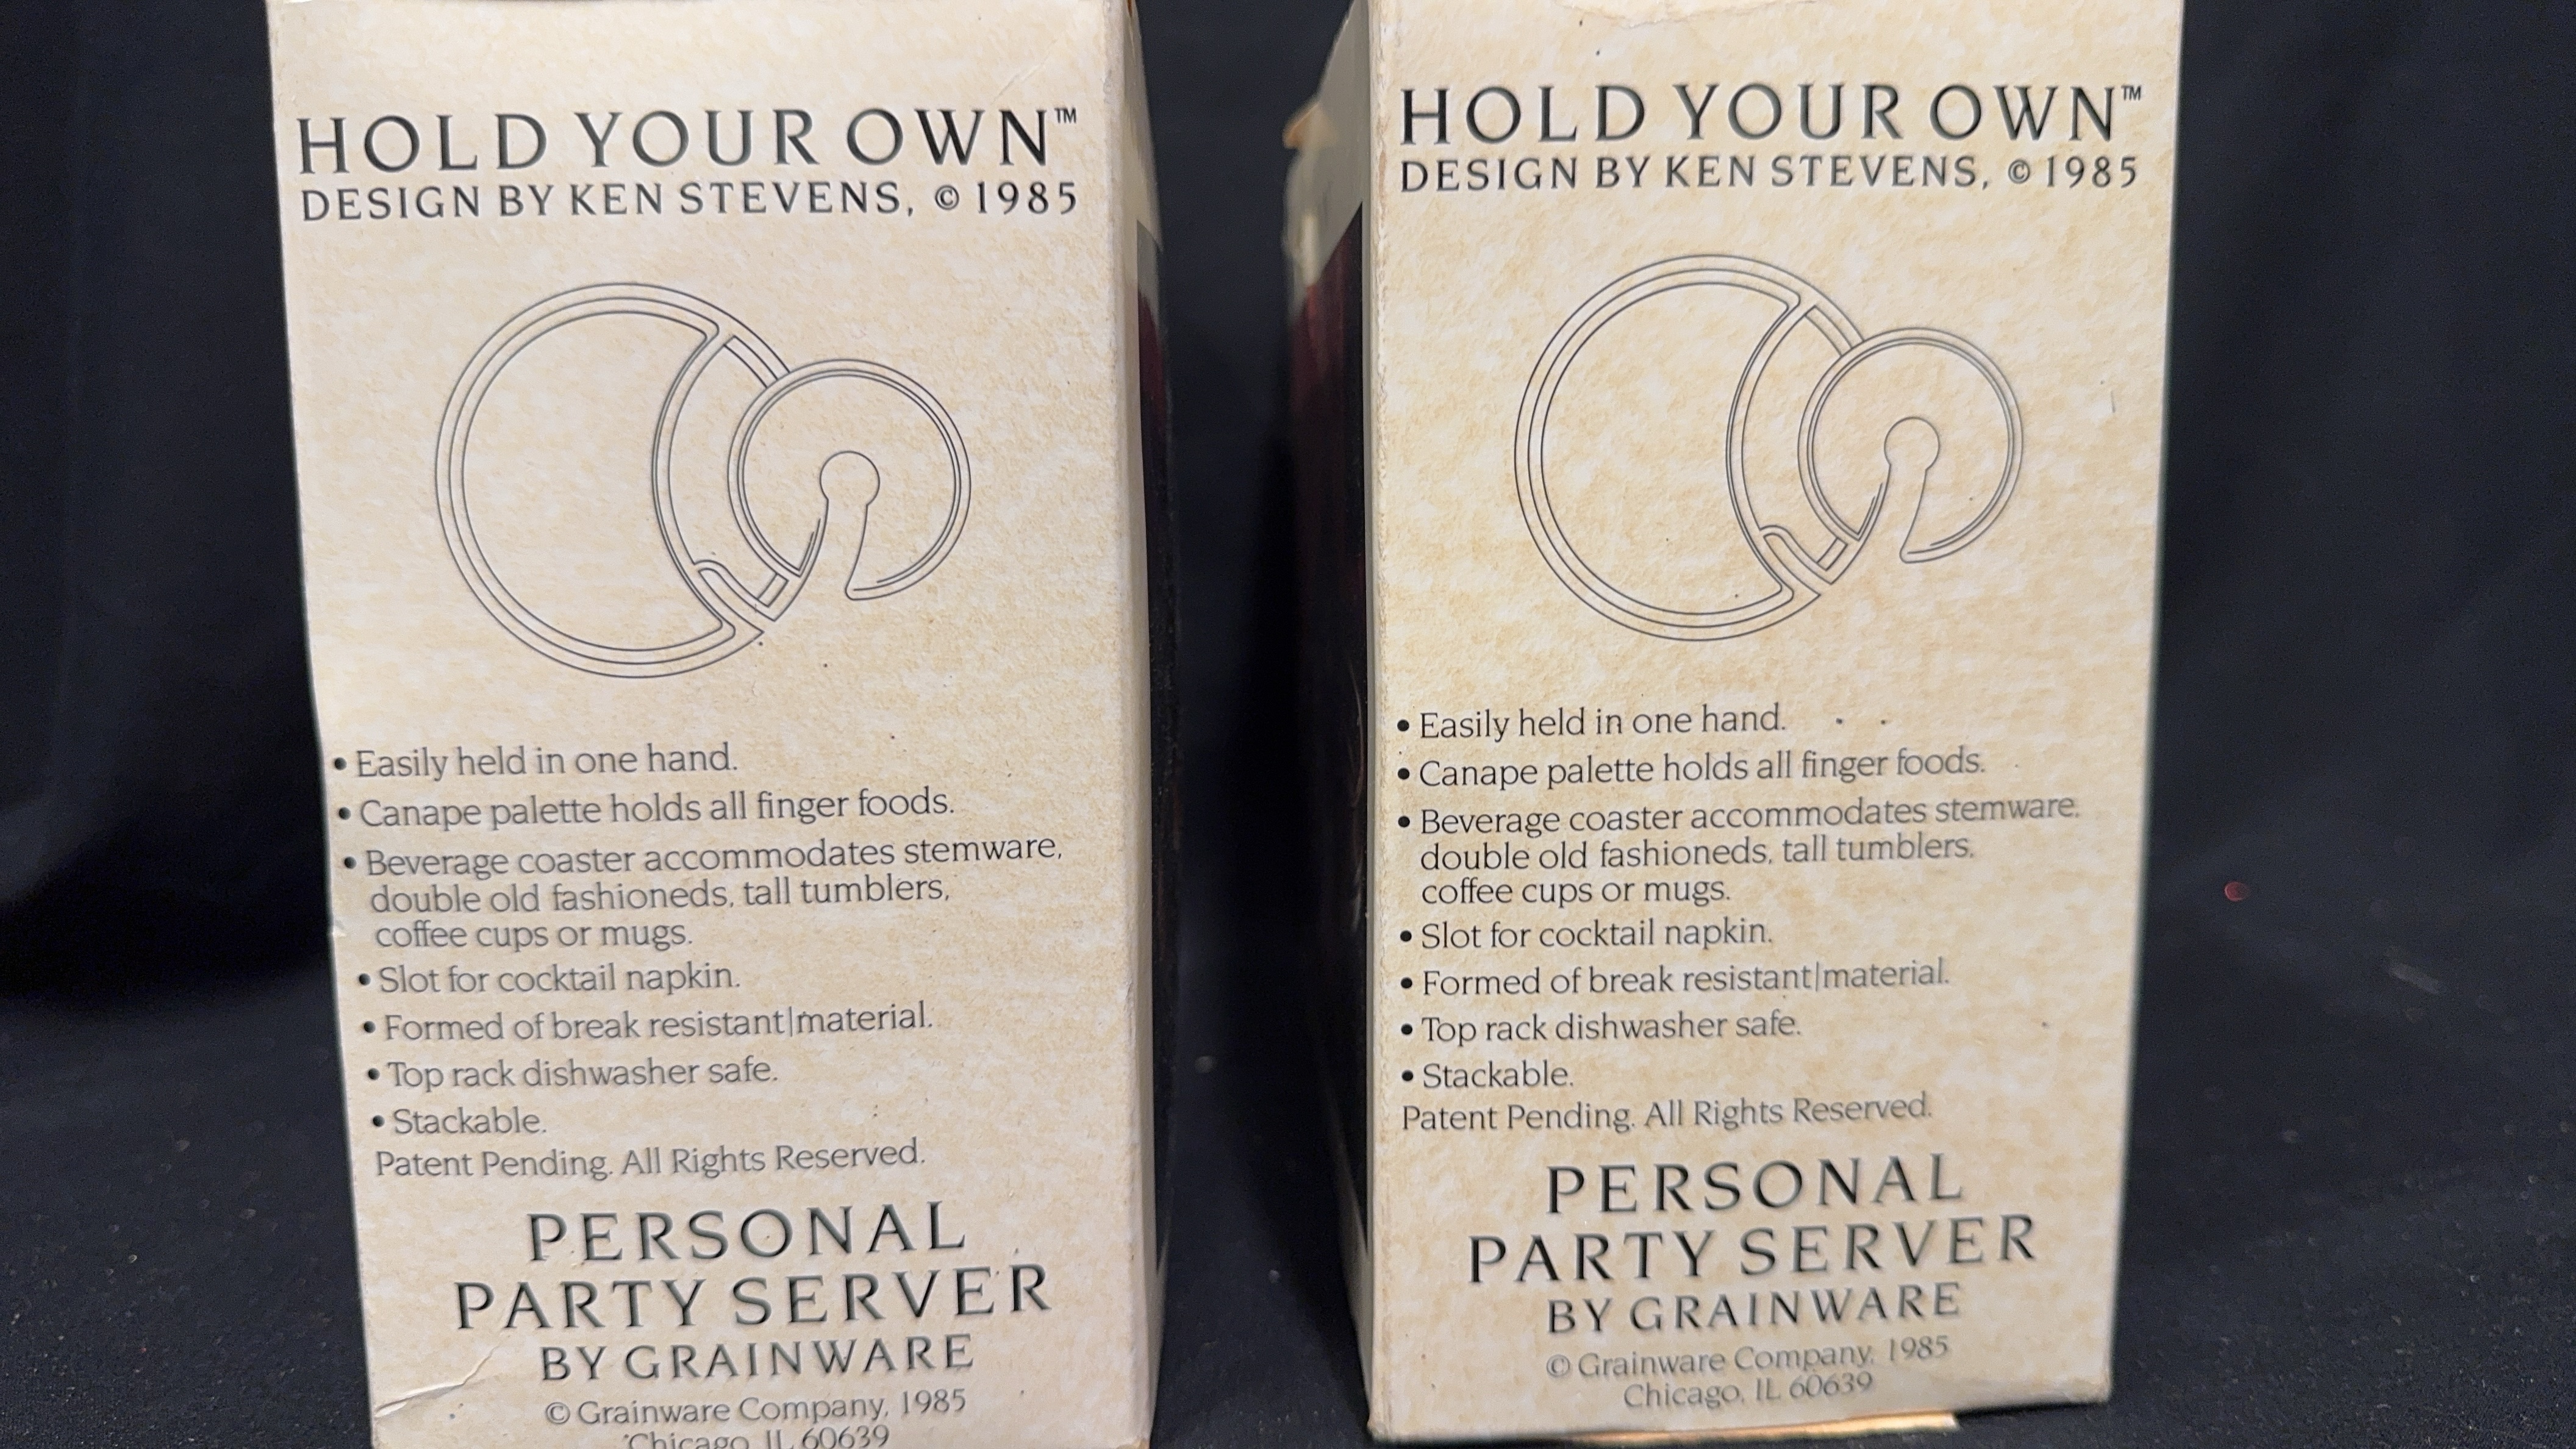 HOLD YOUR OWN™
DESIGN BY KEN STEVENS, © 1985
• Easily held in one hand.
• Canape palette holds all finger foods.
• Beverage coaster accommodates stemware,
double old fashioneds, tall tumblers,
coffee cups or mugs.
• Slot for cocktail napkin.
• Formed of break resistant|material.
• Top rack dishwasher safe.
• Stackable.
Patent Pending. All Rights Reserved.
PERSONAL
PARTY SERVER
BY GRAINWARE
© Grainware Company, 1985
Chicago, IL 60639
HOLD YOUR OWN™
DESIGN BY KEN STEVENS, © 1985
• Easily held in one hand.
• Canape palette holds all finger foods.
• Beverage coaster accommodates stemware,
double old fashioneds, tall tumblers,
coffee cups or mugs.
• Slot for cocktail napkin.
• Formed of break resistant|material.
• Top rack dishwasher safe.
• Stackable.
Patent Pending. All Rights Reserved.
PERSONAL
PARTY SERVER
BY GRAINWARE
© Grainware Company, 1985
Chicago, IL 60639